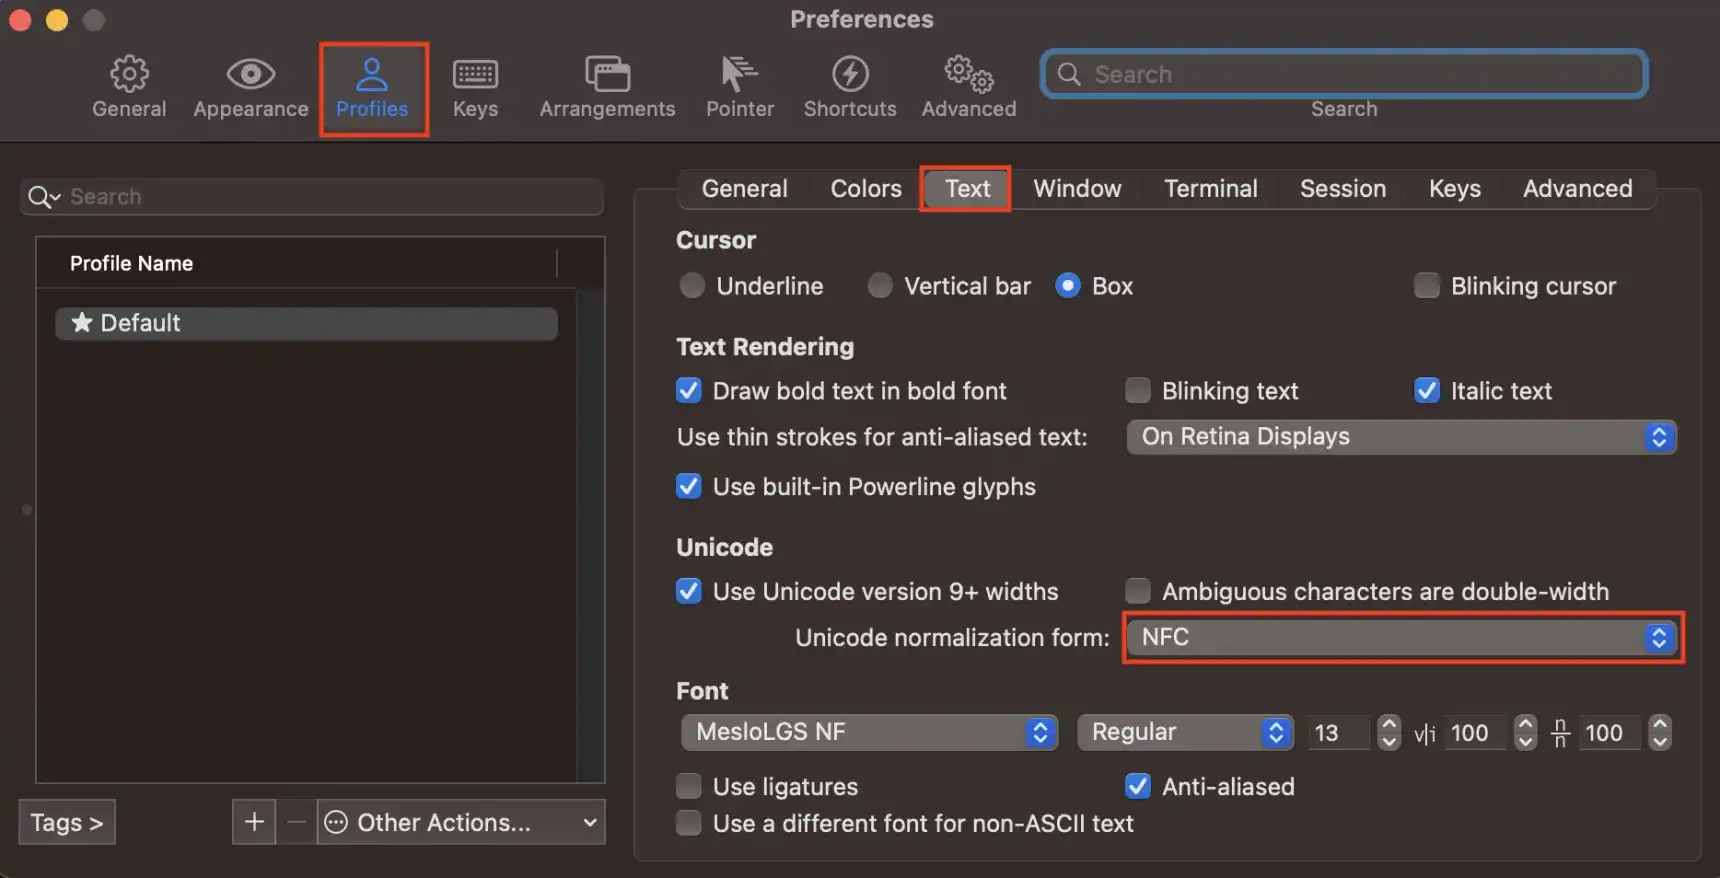 Preferences
General Appearance Profiles Keys Arrangements Pointer Shortcuts Advanced Search
Search
Search
General Colors Text Window Terminal Session Keys Advanced
Profile Name
★ Default
Tags >
+ − Other Actions...
Cursor
Underline Vertical bar Box Blinking cursor
Text Rendering
Draw bold text in bold font Blinking text Italic text
Use thin strokes for anti-aliased text: On Retina Displays
Use built-in Powerline glyphs
Unicode
Use Unicode version 9+ widths Ambiguous characters are double-width
Unicode normalization form: NFC
Font
MesloLGS NF Regular 13 v|i 100 n/n 100
Use ligatures Anti-aliased
Use a different font for non-ASCII text